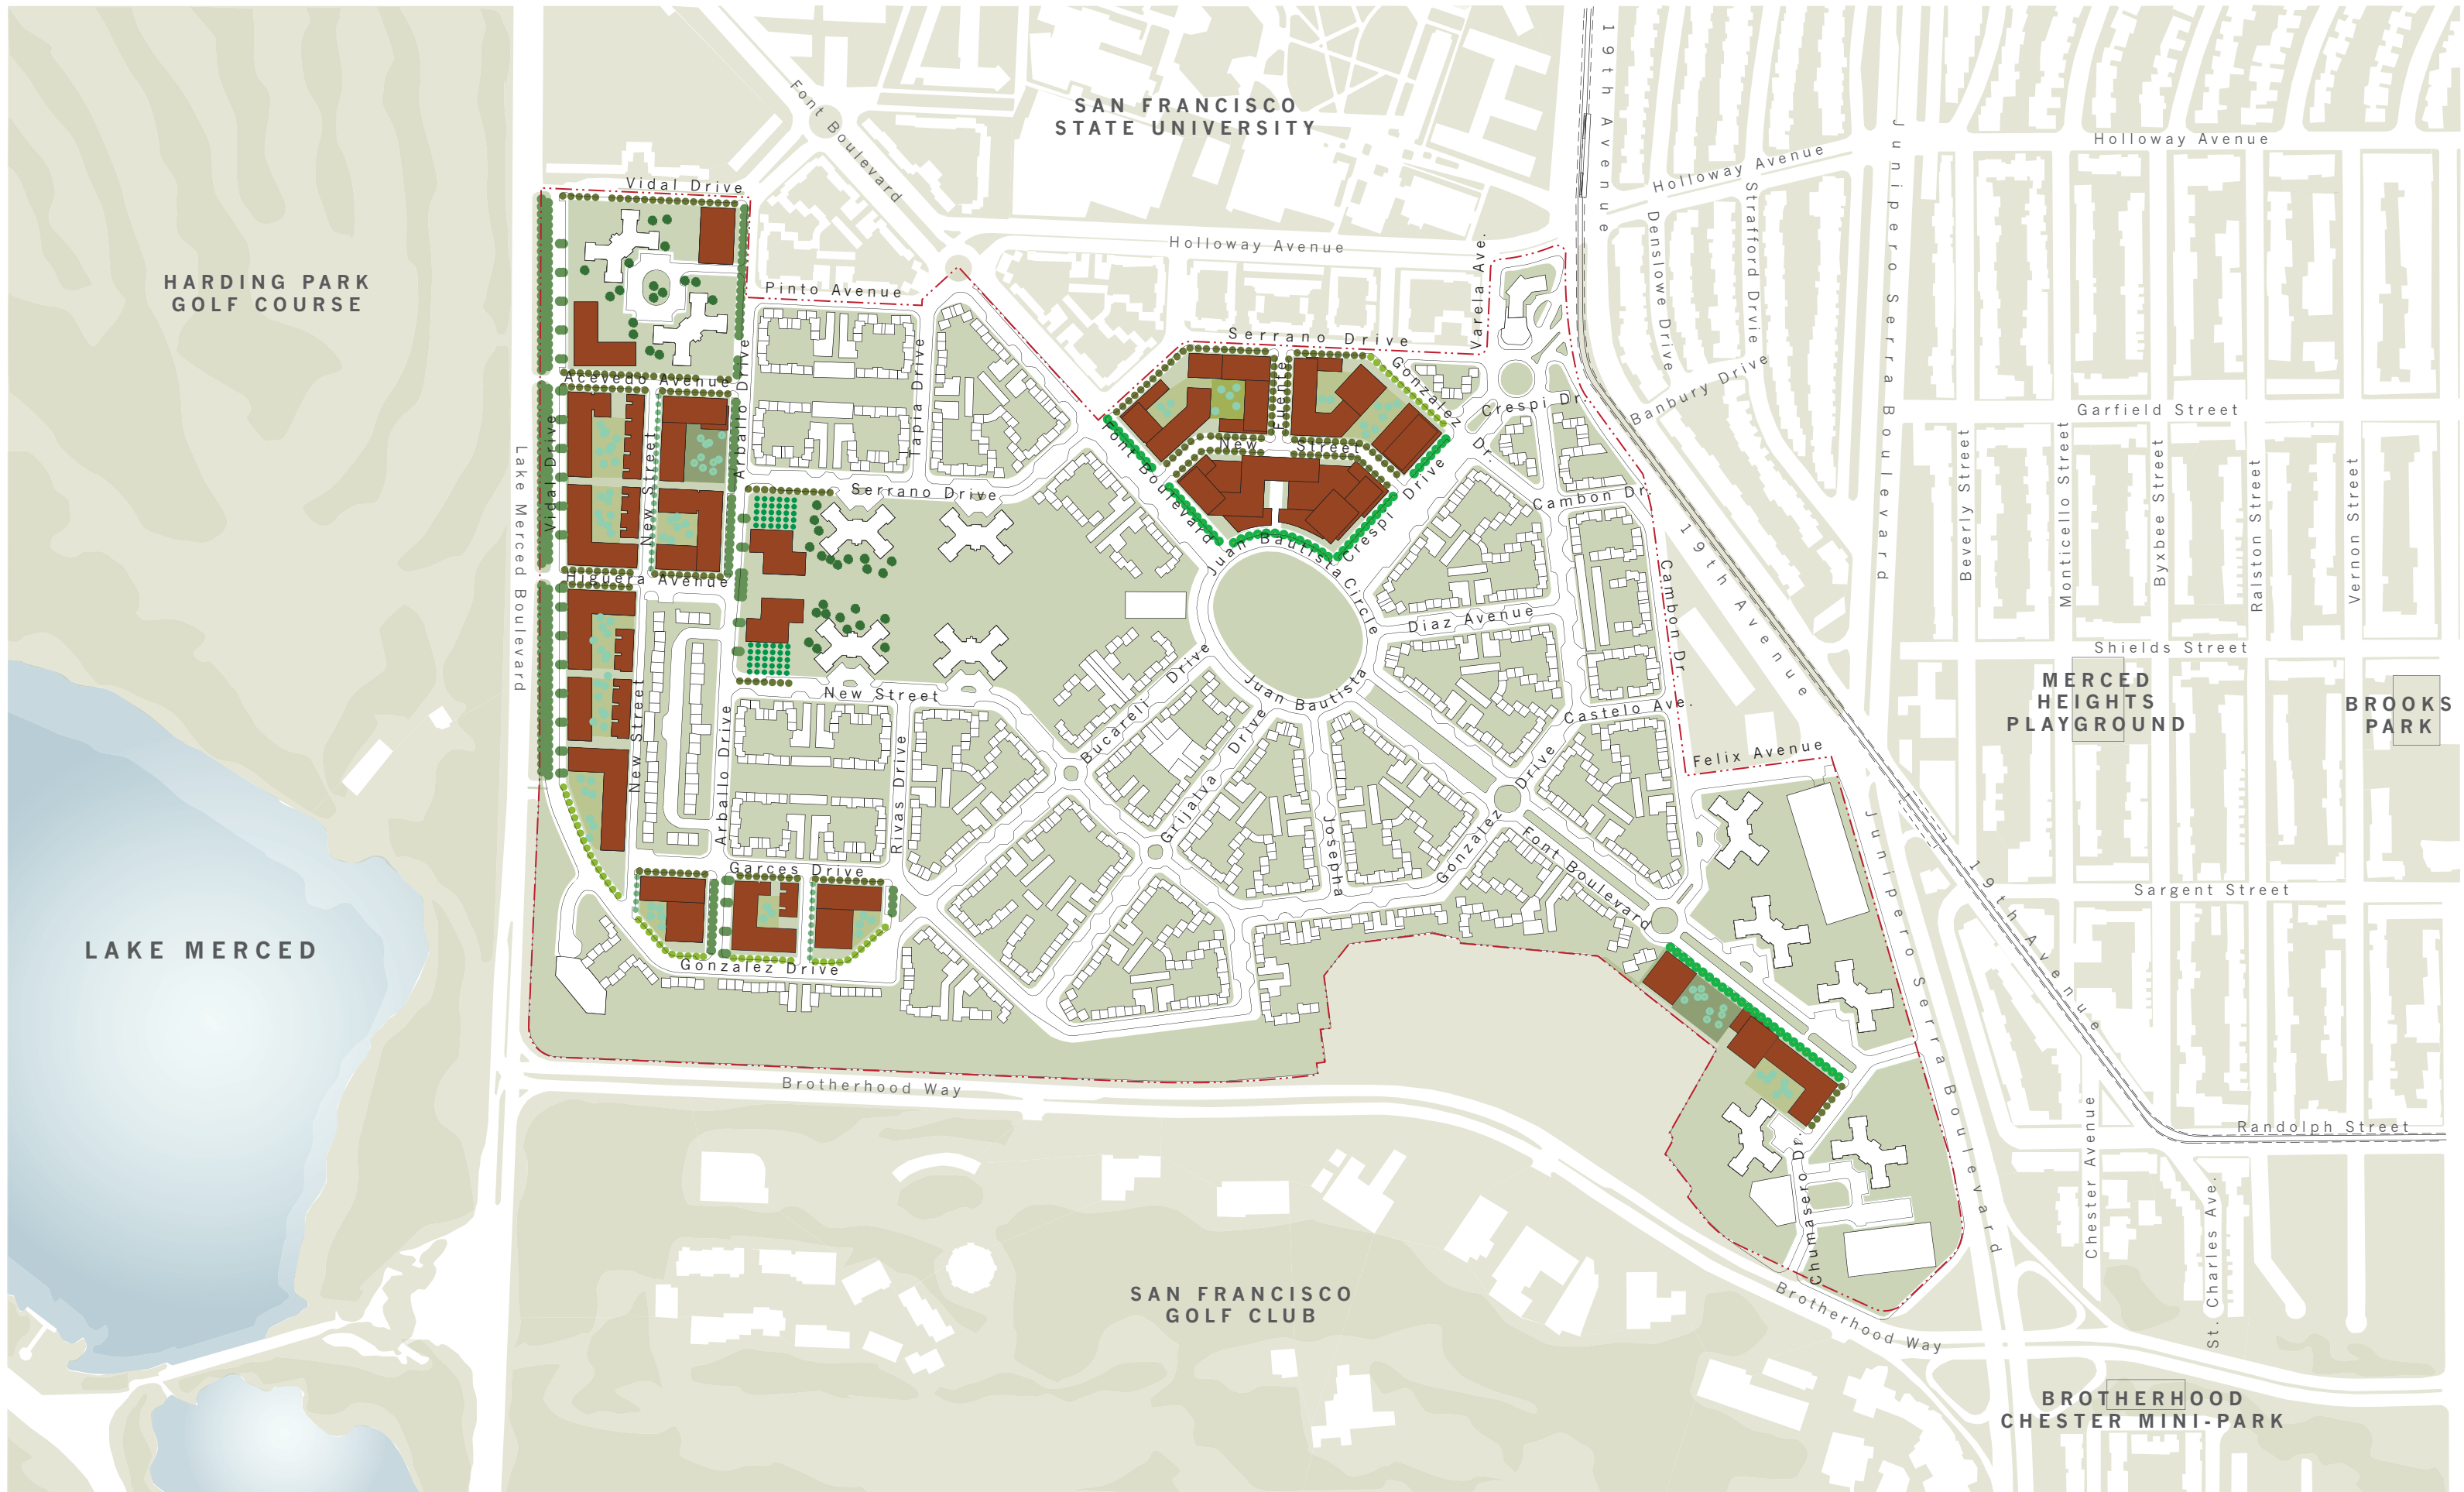 Font Boulevard
SAN FRANCISCO
STATE UNIVERSITY
19th Avenue
Holloway Avenue
Junipero Serra Boulevard
Holloway Avenue
Vidal Drive
Strafford Drvie
Denslowe Drive
Holloway Avenue
Varela Ave.
HARDING PARK
GOLF COURSE
Pinto Avenue
Serrano Drive
Banbury Drive
Acevedo Avenue
Arballo Drive
Tapia Drive
Fuente
Gonzalez Dr.
Crespi Dr.
Garfield Street
Vidal Drive
New Street
Font Boulevard
New Street
Beverly Street
Monticello Street
Byxbee Street
Ralston Street
Vernon Street
Lake Merced Boulevard
Serrano Drive
Crespi Drive
Cambon Dr.
19th Avenue
Juan Bautista Circle
Higuera Avenue
Cambon Dr.
Diaz Avenue
Shields Street
MERCED
HEIGHTS
PLAYGROUND
BROOKS
PARK
New Street
New Street
Bucareli Drive
Juan Bautista
Castelo Ave.
Arballo Drive
Rivas Drive
Grijalva Drive
Josepha
Gonzalez Drive
Felix Avenue
Font Boulevard
Junipero Serra Boulevard
19th Avenue
Garces Drive
Sargent Street
LAKE MERCED
Gonzalez Drive
Brotherhood Way
Randolph Street
Chester Avenue
St. Charles Ave.
Chumasero Dr.
SAN FRANCISCO
GOLF CLUB
Brotherhood Way
BROTHERHOOD
CHESTER MINI-PARK